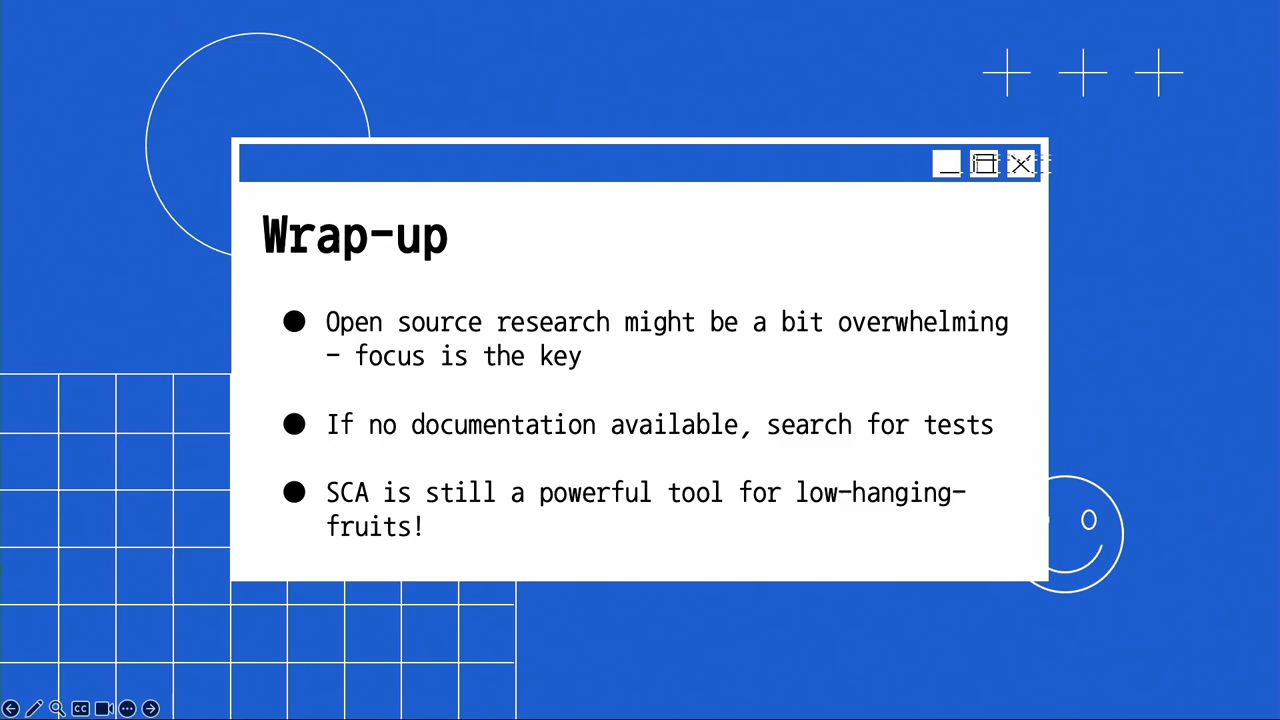 Wrap-up
● Open source research might be a bit overwhelming
– focus is the key
● If no documentation available, search for tests
● SCA is still a powerful tool for low-hanging-
fruits!
CC